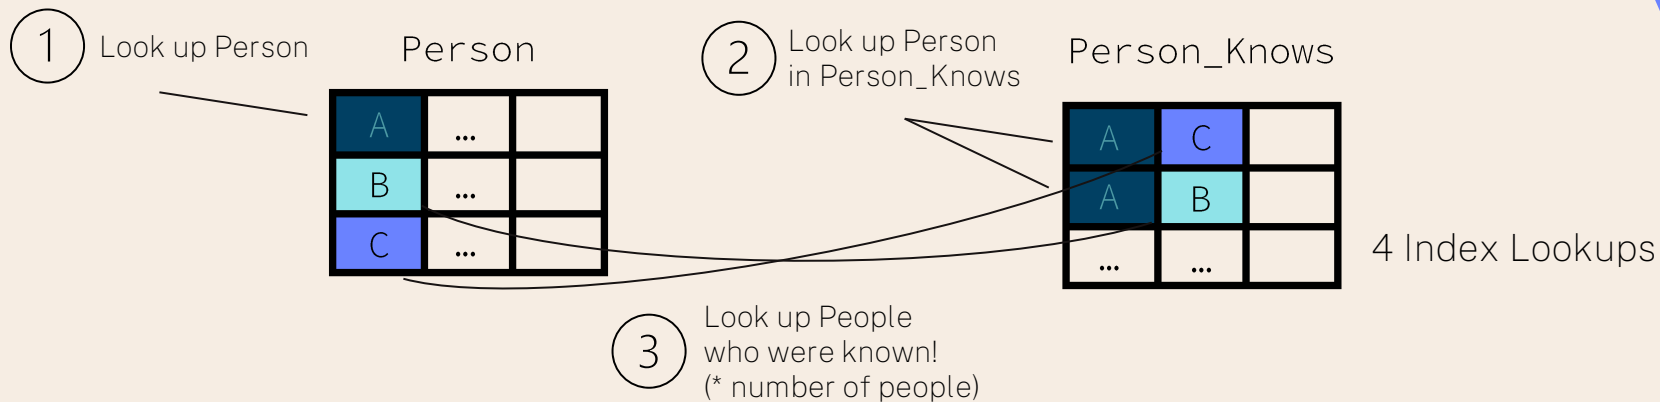 1
Look up Person
Person
A ...
B ...
C ...
2
Look up Person
in Person_Knows
Person_Knows
A C
A B
... ...
4 Index Lookups
3
Look up People
who were known!
(* number of people)